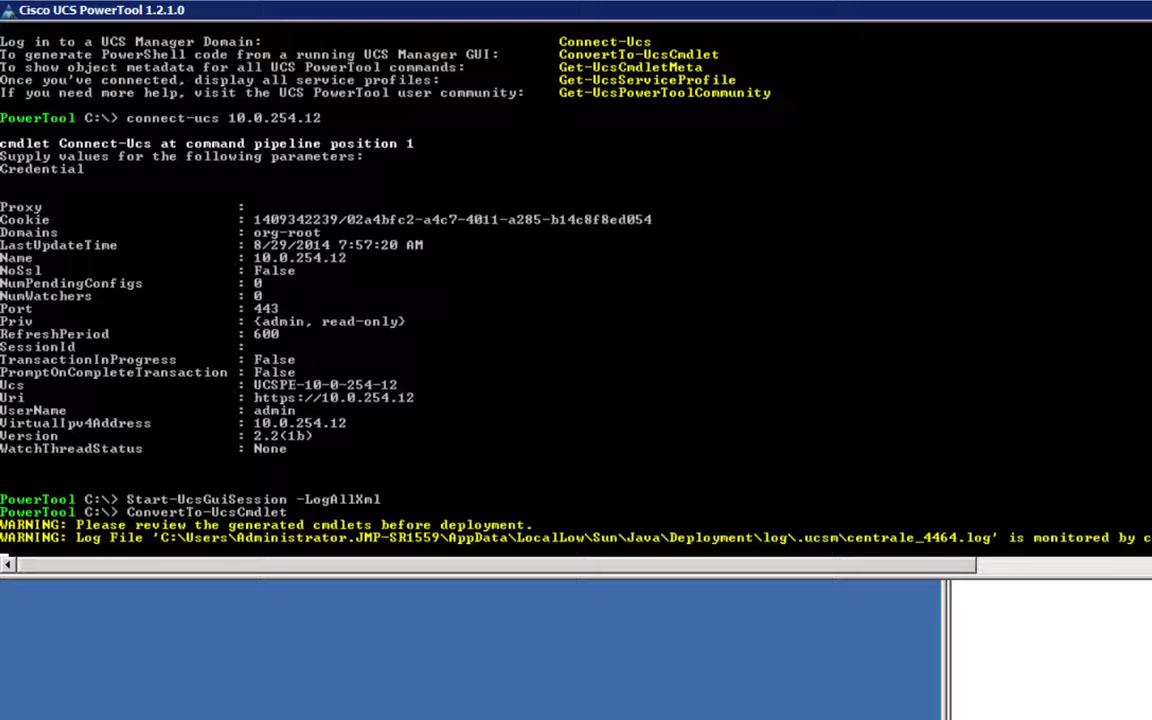 Cisco UCS PowerTool 1.2.1.0
Log in to a UCS Manager Domain: Connect-Ucs
To generate PowerShell code from a running UCS Manager GUI: ConvertTo-UcsCmdlet
To show object metadata for all UCS PowerTool commands: Get-UcsCmdletMeta
Once you've connected, display all service profiles: Get-UcsServiceProfile
If you need more help, visit the UCS PowerTool user community: Get-UcsPowerToolCommunity
PowerTool C:\> connect-ucs 10.0.254.12
cmdlet Connect-Ucs at command pipeline position 1
Supply values for the following parameters:
Credential
Proxy :
Cookie : 1409342239/02a4bfc2-a4c7-4011-a285-b14c8f8ed054
Domains : org-root
LastUpdateTime : 8/29/2014 7:57:20 AM
Name : 10.0.254.12
NoSsl : False
NumPendingConfigs : 0
NumWatchers : 0
Port : 443
Priv : {admin, read-only}
RefreshPeriod : 600
SessionId :
TransactionInProgress : False
PromptOnCompleteTransaction : False
Ucs : UCSPE-10-0-254-12
Uri : https://10.0.254.12
UserName : admin
VirtualIpv4Address : 10.0.254.12
Version : 2.2(1b)
WatchThreadStatus : None
PowerTool C:\> Start-UcsGuiSession -LogAllXml
PowerTool C:\> ConvertTo-UcsCmdlet
WARNING: Please review the generated cmdlets before deployment.
WARNING: Log File 'C:\Users\Administrator.JMP-SR1559\AppData\LocalLow\Sun\Java\Deployment\log\.ucsm\centrale_4464.log' is monitored by c